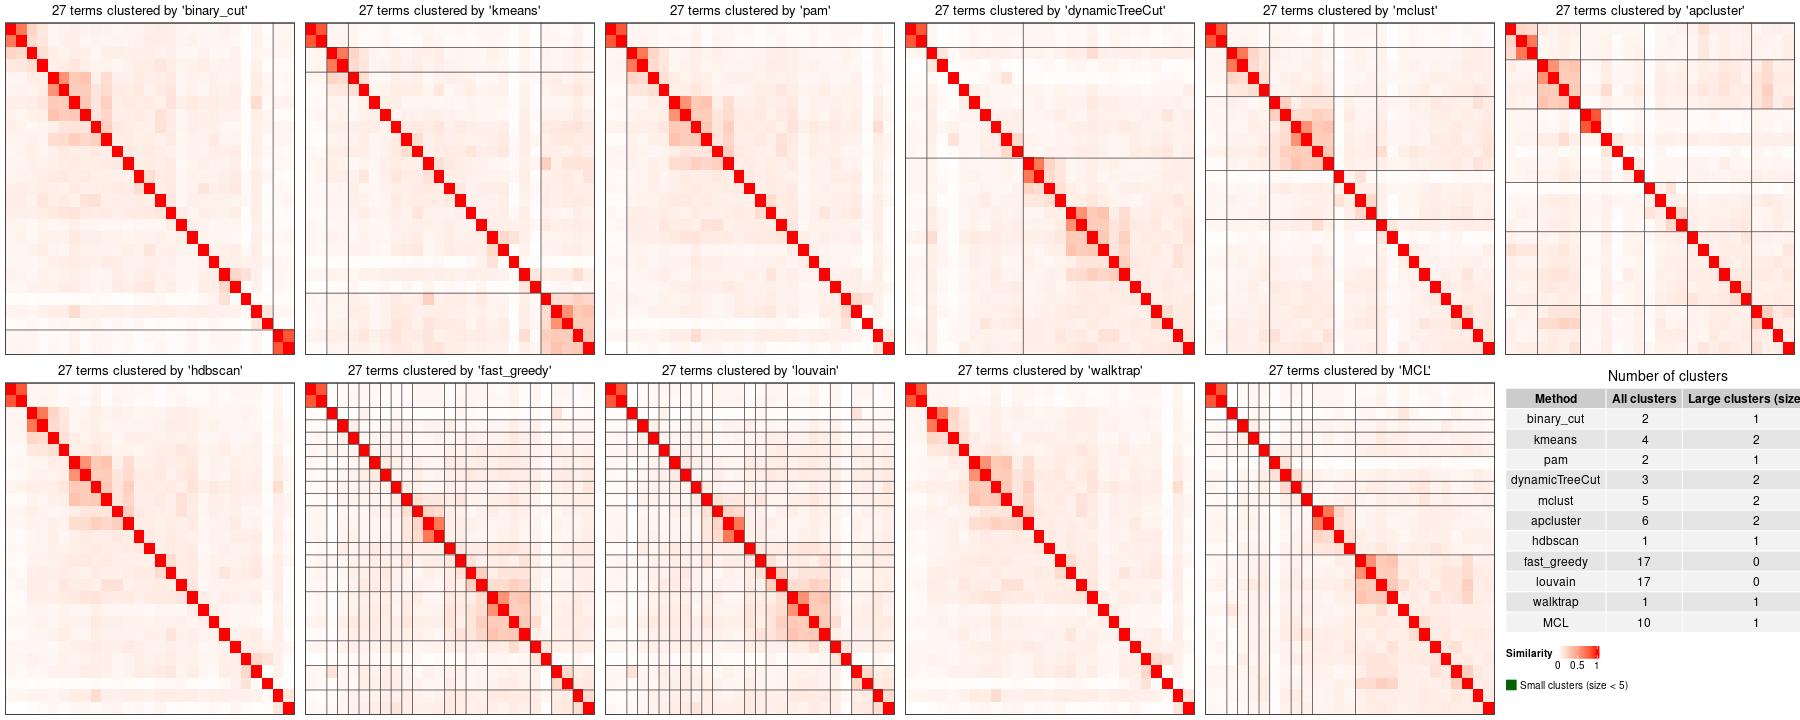 27 terms clustered by 'binary_cut'
27 terms clustered by 'kmeans'
27 terms clustered by 'pam'
27 terms clustered by 'dynamicTreeCut'
27 terms clustered by 'mclust'
27 terms clustered by 'apcluster'
27 terms clustered by 'hdbscan'
27 terms clustered by 'fast_greedy'
27 terms clustered by 'louvain'
27 terms clustered by 'walktrap'
27 terms clustered by 'MCL'
Number of clusters
Method All clusters Large clusters (size
binary_cut 2 1
kmeans 4 2
pam 2 1
dynamicTreeCut 3 2
mclust 5 2
apcluster 6 2
hdbscan 1 1
fast_greedy 17 0
louvain 17 0
walktrap 1 1
MCL 10 1
Similarity
0 0.5 1
Small clusters (size < 5)